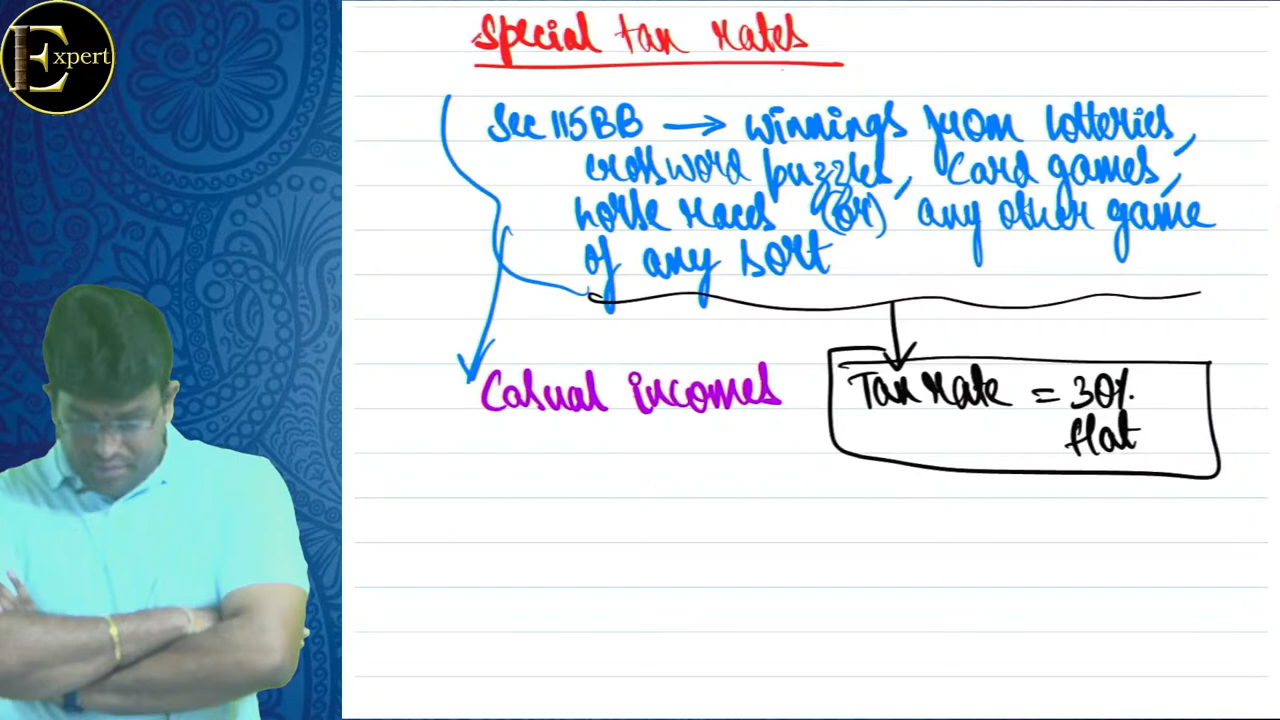 Expert
Special tax rates
Sec 115BB → winnings from lotteries,
crossword puzzles, Card games,
horse races (or) any other game
of any sort
Casual incomes
Tax rate = 30%
flat